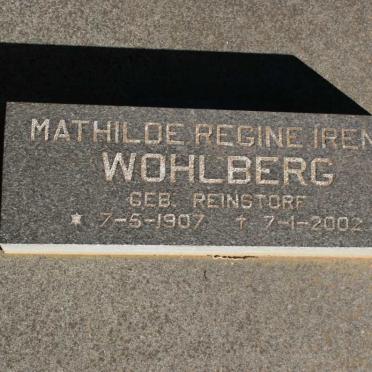 MATHILDE REGINE IREN
WOHLBERG
GEB. REINSTORF
* 7-5-1907 † 7-1-2002